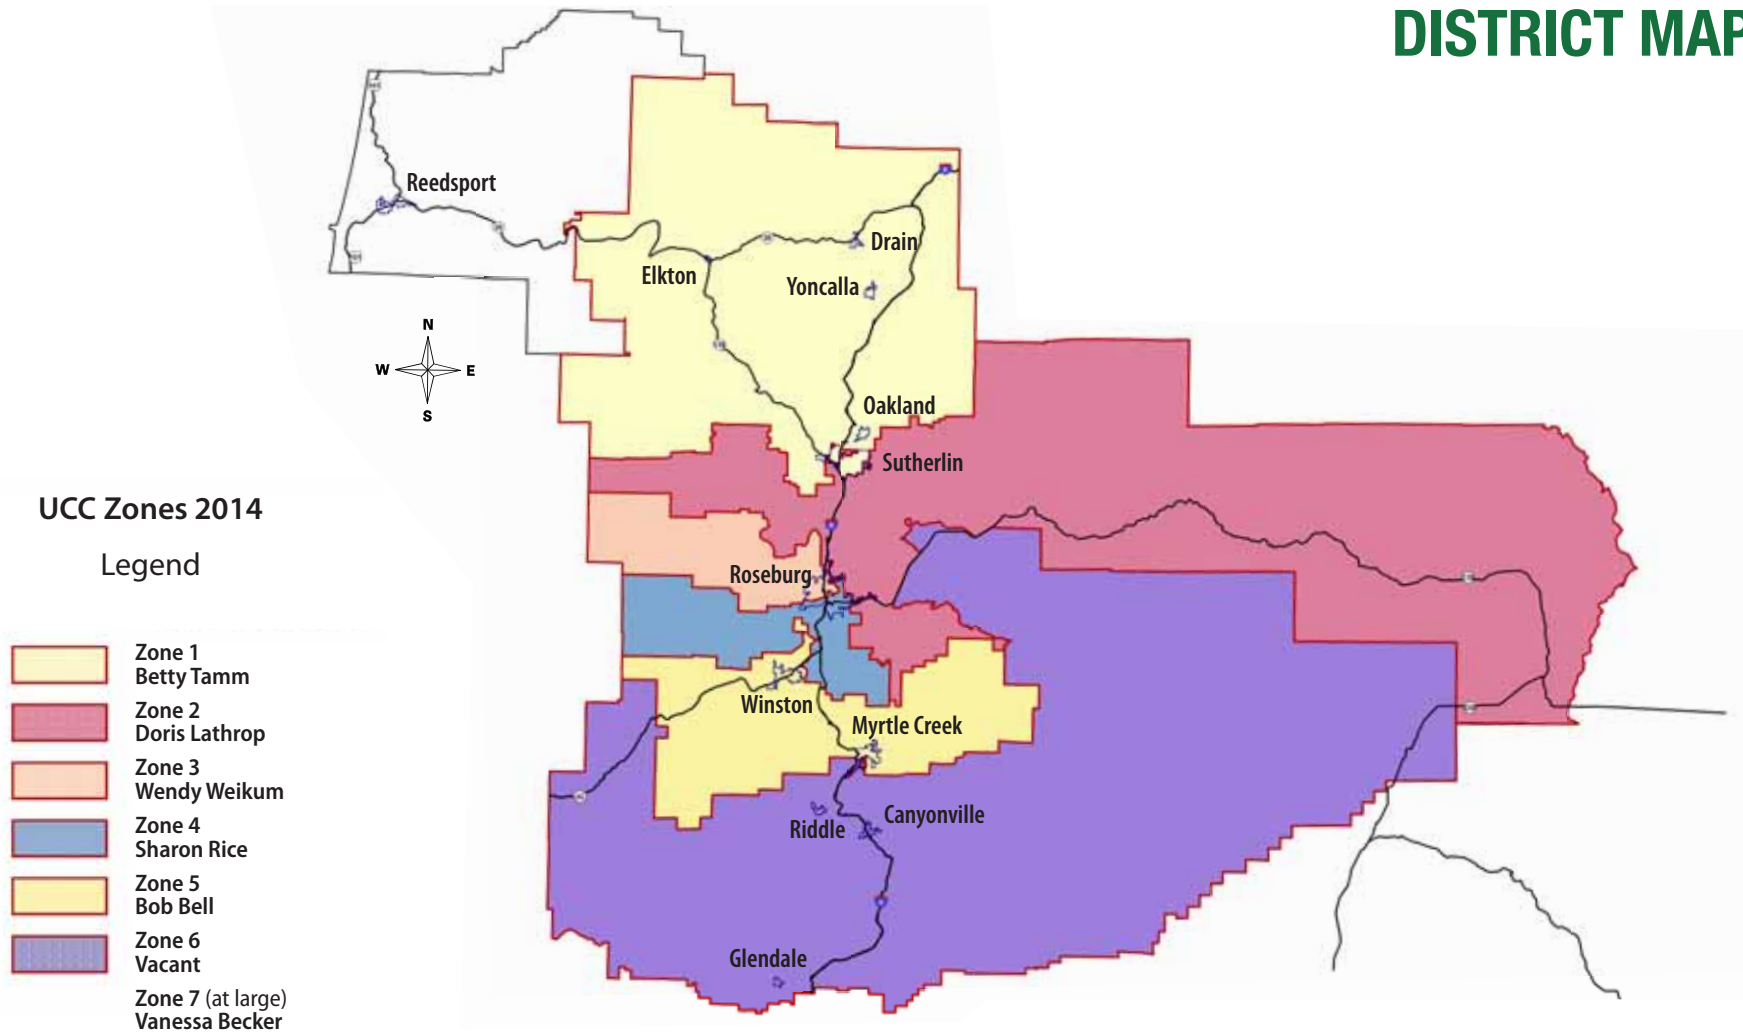 DISTRICT MAP
Reedsport
Drain
Elkton
Yoncalla
N
W E
S
Oakland
Sutherlin
UCC Zones 2014
Legend
Roseburg
Zone 1
Betty Tamm
Zone 2
Doris Lathrop
Zone 3
Wendy Weikum
Zone 4
Sharon Rice
Zone 5
Bob Bell
Zone 6
Vacant
Zone 7 (at large)
Vanessa Becker
Winston
Myrtle Creek
Canyonville
Riddle
Glendale